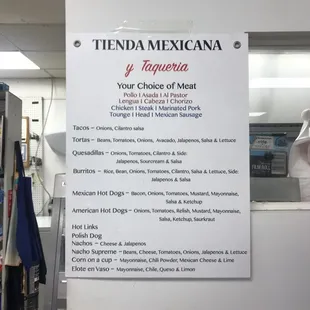 TIENDA MEXICANA
y Taqueria
Your Choice of Meat
Pollo | Asada | Al Pastor
Lengua | Cabeza | Chorizo
Chicken | Steak | Marinated Pork
Tounge | Head | Mexican Sausage
Tacos – Onions, Cilantro salsa
Tortas – Beans, Tomatoes, Onions, Avacado, Jalapenos, Salsa & Lettuce
Quesadillas – Onions, Tomatoes, Cilantro & Side:
Jalapenos, Sourcream & Salsa
Burritos – Rice, Bean, Onions, Tomatoes, Cilantro, Salsa & Lettuce, Side:
Jalapenos & Salsa
Mexican Hot Dogs – Bacon, Onions, Tomatoes, Mustard, Mayonnaise,
Salsa & Ketchup
American Hot Dogs – Onions, Tomatoes, Relish, Mustard, Mayonnaise,
Salsa, Ketchup, Saurkraut
Hot Links
Polish Dog
Nachos – Cheese & Jalapenos
Nacho Supreme – Beans, Cheese, Tomatoes, Onions, Jalapenos & Lettuce
Corn on a cup – Mayonnaise, Chili Powder, Mexican Cheese & Lime
Elote en Vaso – Mayonnaise, Chile, Queso & Limon